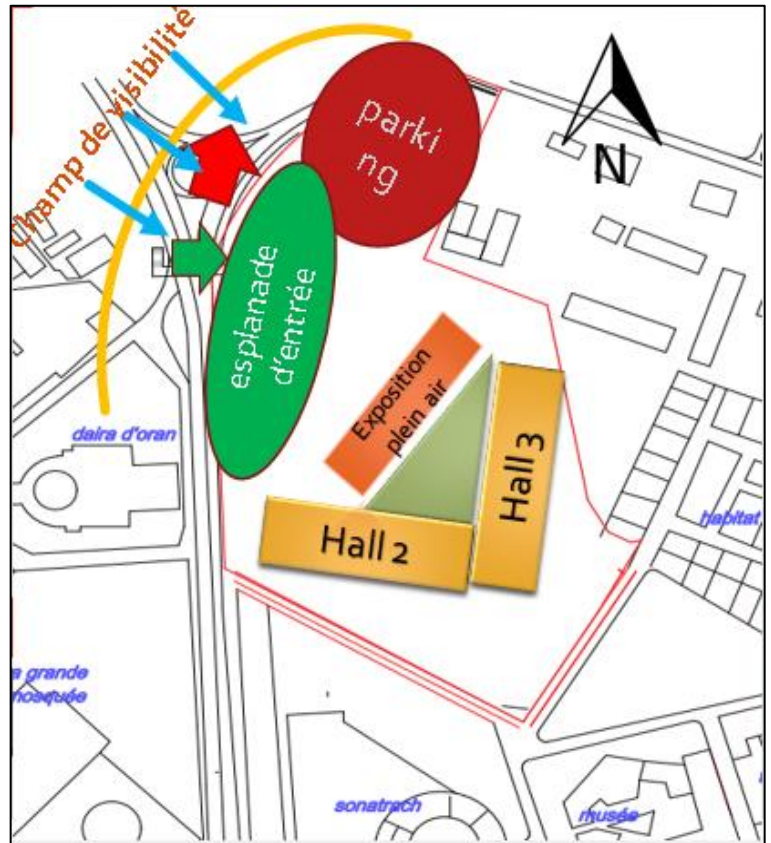 Champ de visibilité
parki
ng
N
esplanade
d'entrée
Exposition
plein air
Hall 3
Hall 2
daira d'oran
habitat
a grande
mosquée
sonatrach
musée